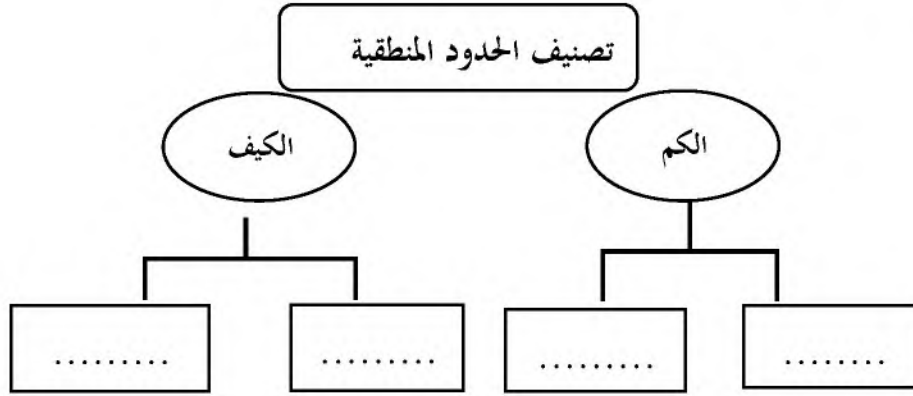 تصنيف الحدود المنطقية
الكم
الكيف
........
.........
.........
.........